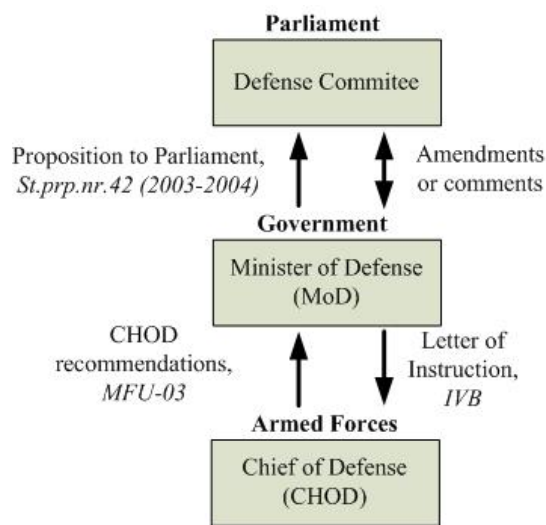 Parliament
Defense Commitee
Proposition to Parliament,
St.prp.nr.42 (2003-2004)
Amendments
or comments
Government
Minister of Defense
(MoD)
CHOD
recommendations,
MFU-03
Letter of
Instruction,
IVB
Armed Forces
Chief of Defense
(CHOD)